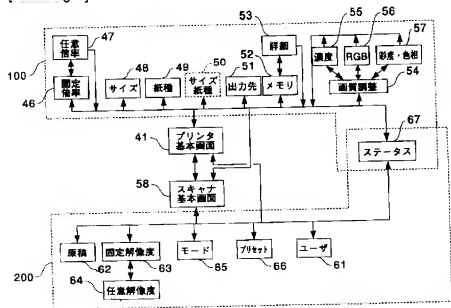 53
55
56
57
任意
倍率
47
詳細
濃度
RGB
彩度・色相
52
48
49
50
51
54
100
46
固定
倍率
サイズ
紙種
サイズ
紙種
出力先
メモリ
画質調整
67
41
プリンタ
基本画面
ステータス
58
スキャナ
基本画面
200
原稿
62
固定解像度
63
モード
65
プリセット
66
ユーザ
61
64
任意解像度